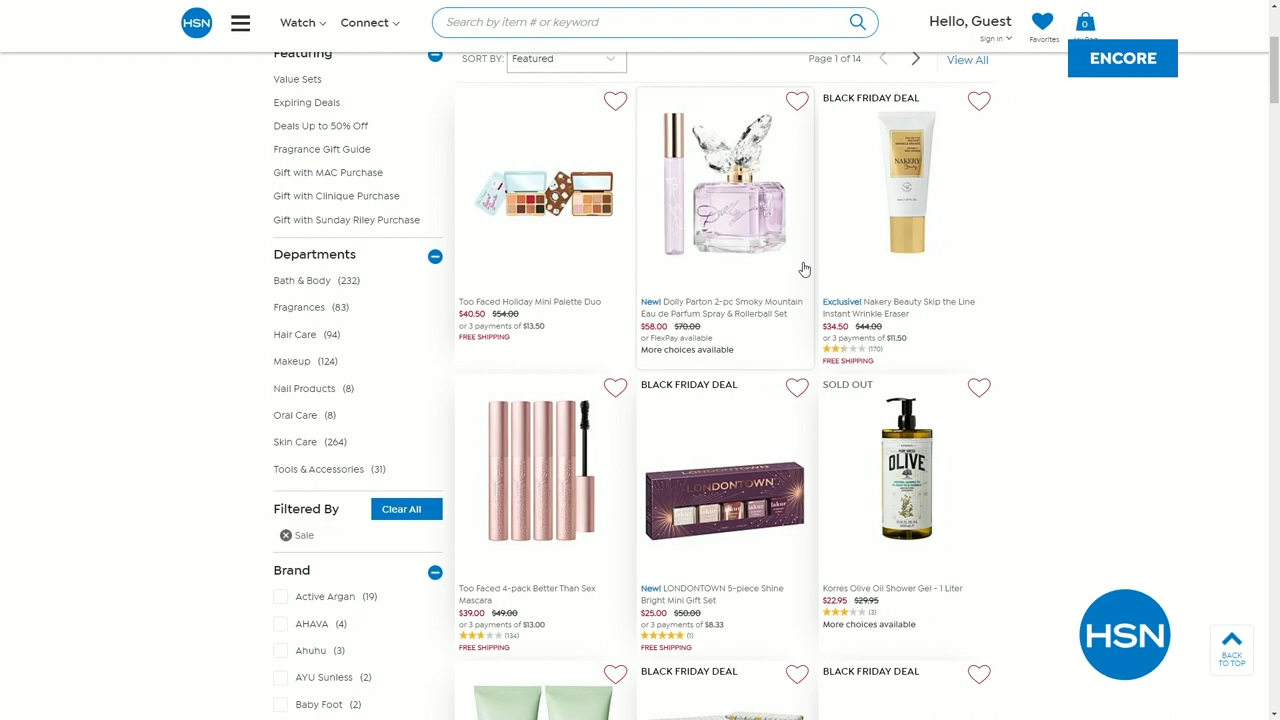 HSN
Watch
Connect
Search by item # or keyword
Hello, Guest
Sign In
Favorites
0
ENCORE
Featuring
Value Sets
Expiring Deals
Deals Up to 50% Off
Fragrance Gift Guide
Gift with MAC Purchase
Gift with Clinique Purchase
Gift with Sunday Riley Purchase
Departments
Bath & Body (232)
Fragrances (83)
Hair Care (94)
Makeup (124)
Nail Products (8)
Oral Care (8)
Skin Care (264)
Tools & Accessories (31)
Filtered By
Clear All
Sale
Brand
Active Argan (19)
AHAVA (4)
Ahuhu (3)
AYU Sunless (2)
Baby Foot (2)
SORT BY: Featured
Page 1 of 14
View All
Too Faced Holiday Mini Palette Duo
$40.50 $54.00
or 3 payments of $13.50
FREE SHIPPING
Dolly
New! Dolly Parton 2-pc Smoky Mountain
Eau de Parfum Spray & Rollerball Set
$58.00 $70.00
or FlexPay available
More choices available
BLACK FRIDAY DEAL
NAKERY
Exclusive! Nakery Beauty Skip the Line
Instant Wrinkle Eraser
$34.50 $44.00
or 3 payments of $11.50
(170)
FREE SHIPPING
Too Faced 4-pack Better Than Sex
Mascara
$39.00 $49.00
or 3 payments of $13.00
(134)
FREE SHIPPING
BLACK FRIDAY DEAL
LONDONTOWN
New! LONDONTOWN 5-piece Shine
Bright Mini Gift Set
$25.00 $50.00
or 3 payments of $8.33
(1)
FREE SHIPPING
SOLD OUT
PURE GREEK
OLIVE
Korres Olive Oil Shower Gel - 1 Liter
$22.95 $29.95
(3)
More choices available
BLACK FRIDAY DEAL
BLACK FRIDAY DEAL
HSN
BACK
TO TOP